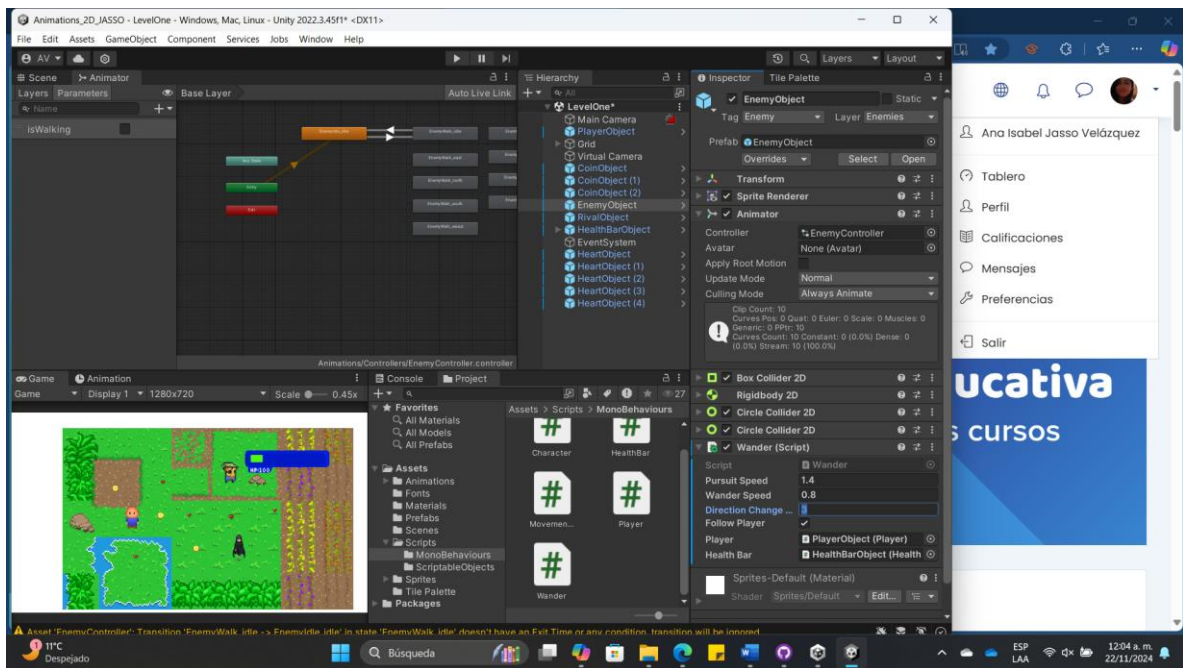 Animations_2D_JASSO - LevelOne - Windows, Mac, Linux - Unity 2022.3.45f1* <DX11>
File Edit Assets GameObject Component Services Jobs Window Help
AV
Layers Layout
Scene Animator
Layers Parameters Base Layer Auto Live Link
Name
isWalking
Any State
Entry
Exit
Animations/Controllers/EnemyController.controller
Hierarchy
All
LevelOne*
Main Camera
PlayerObject
Grid
Virtual Camera
CoinObject
CoinObject (1)
CoinObject (2)
EnemyObject
RivalObject
HealthBarObject
EventSystem
HeartObject
HeartObject (1)
HeartObject (2)
HeartObject (3)
HeartObject (4)
Inspector Tile Palette
EnemyObject Static
Tag Enemy Layer Enemies
Prefab EnemyObject
Overrides Select Open
Transform
Sprite Renderer
Animator
Controller EnemyController
Avatar None (Avatar)
Apply Root Motion
Update Mode Normal
Culling Mode Always Animate
Clip Count: 10
Curves Pos: 0 Quat: 0 Euler: 0 Scale: 0 Muscles: 0
Generic: 0 PPtr: 10
Curves Count: 10 Constant: 0 (0.0%) Dense: 0
(0.0%) Stream: 10 (100.0%)
Box Collider 2D
Rigidbody 2D
Circle Collider 2D
Circle Collider 2D
Wander (Script)
Script Wander
Pursuit Speed 1.4
Wander Speed 0.8
Direction Change ... 3
Follow Player
Player PlayerObject (Player)
Health Bar HealthBarObject (Health
Sprites-Default (Material)
Shader Sprites/Default Edit...
Game Animation
Game Display 1 1280x720 Scale 0.45x
HP:100
Console Project
27
Favorites
All Materials
All Models
All Prefabs
Assets
Animations
Fonts
Materials
Prefabs
Scenes
Scripts
MonoBehaviours
ScriptableObjects
Sprites
Tile Palette
Packages
Assets > Scripts > MonoBehaviours
Character HealthBar
Movemen... Player
Wander
Asset 'EnemyController': Transition 'EnemyWalk_idle -> EnemyIdle_idle' in state 'EnemyWalk_idle' doesn't have an Exit Time or any condition, transition will be ignored
Ana Isabel Jasso Velázquez
Tablero
Perfil
Calificaciones
Mensajes
Preferencias
Salir
ucativa
s cursos
11°C
Despejado
Búsqueda
ESP
LAA
12:04 a. m.
22/11/2024